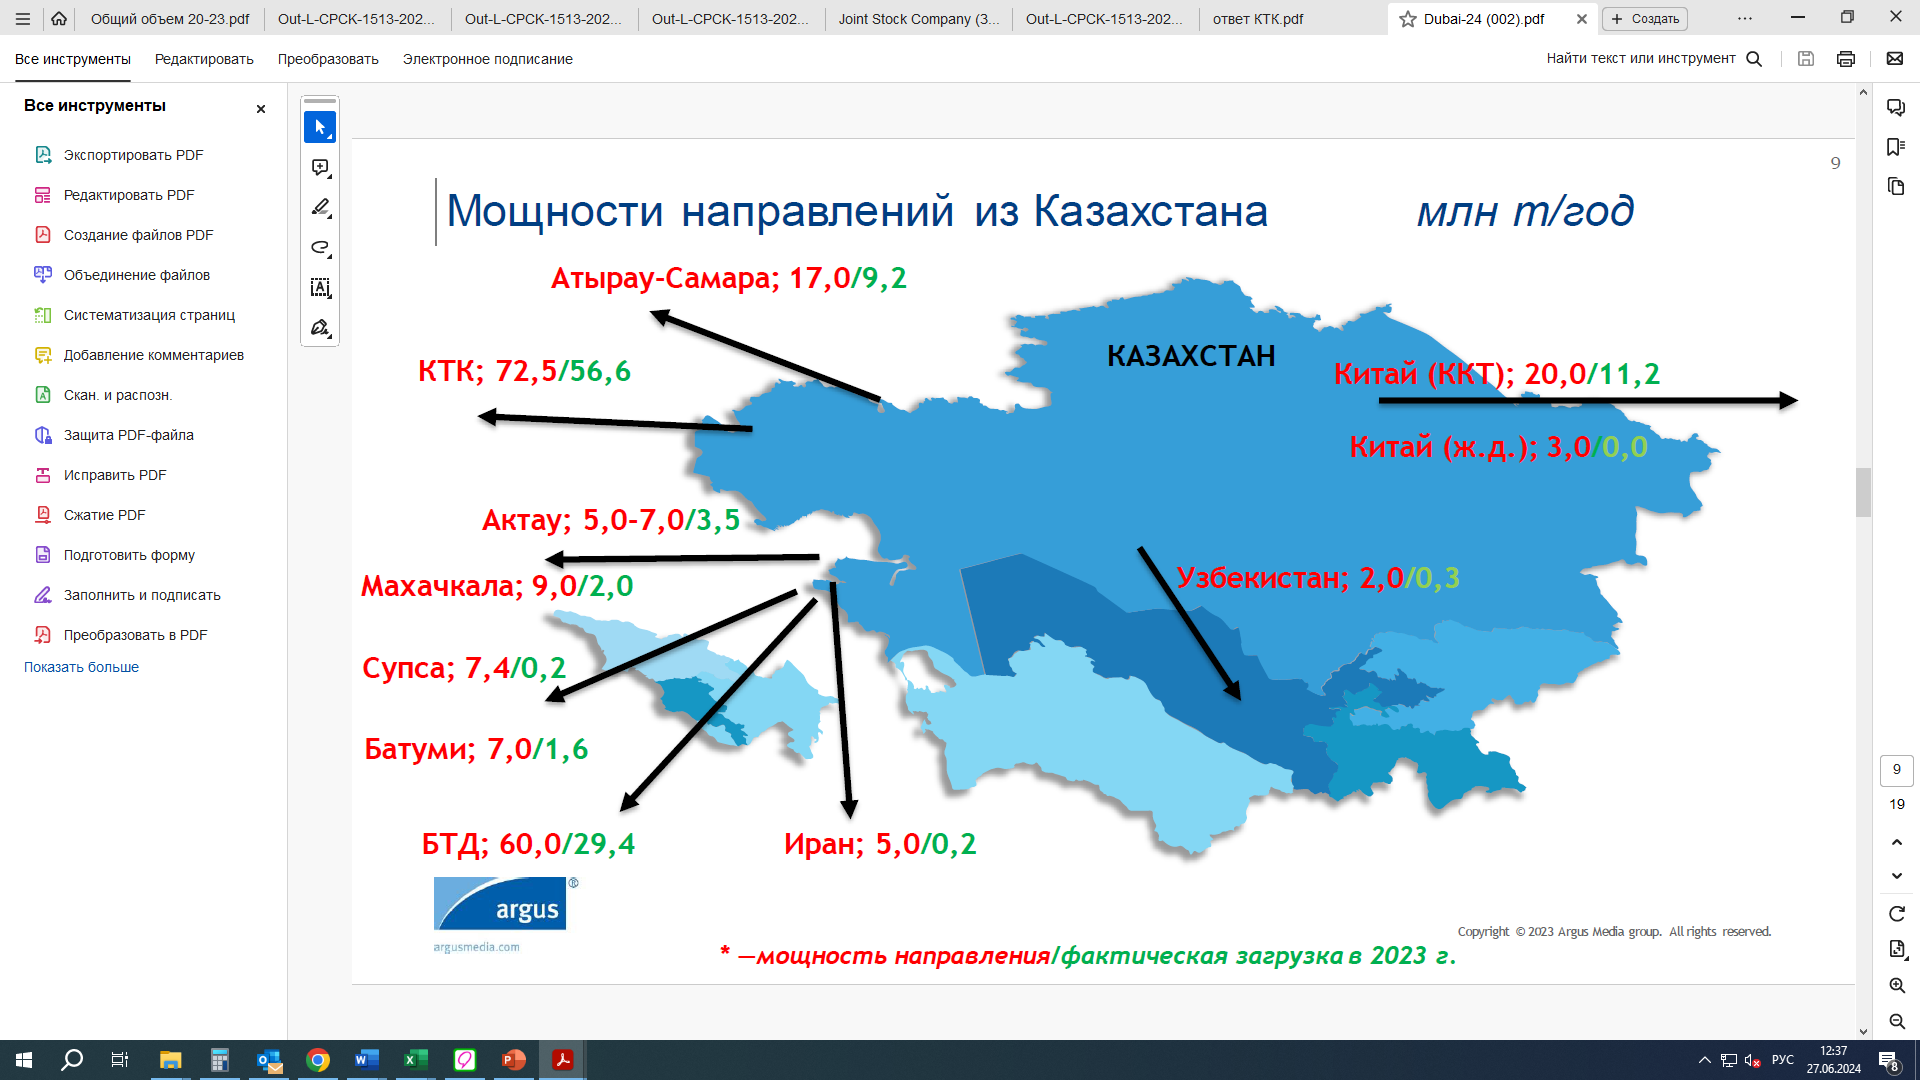 Общий объем 20-23.pdf
Out-L-CPCK-1513-202...
Out-L-CPCK-1513-202...
Out-L-CPCK-1513-202...
Joint Stock Company (3...
Out-L-CPCK-1513-202...
ответ КТК.pdf
Dubai-24 (002).pdf
Создать
Все инструменты
Редактировать
Преобразовать
Электронное подписание
Найти текст или инструмент
Все инструменты
Экспортировать PDF
Редактировать PDF
Создание файлов PDF
Объединение файлов
Систематизация страниц
Добавление комментариев
Скан. и распозн.
Защита PDF-файла
Исправить PDF
Сжатие PDF
Подготовить форму
Заполнить и подписать
Преобразовать в PDF
Показать больше
9
Мощности направлений из Казахстана млн т/год
Атырау-Самара; 17,0/9,2
КАЗАХСТАН
КТК; 72,5/56,6
Китай (ККТ); 20,0/11,2
Китай (ж.д.); 3,0/0,0
Актау; 5,0-7,0/3,5
Махачкала; 9,0/2,0
Узбекистан; 2,0/0,3
Супса; 7,4/0,2
Батуми; 7,0/1,6
БТД; 60,0/29,4
Иран; 5,0/0,2
argus®
argusmedia.com
Copyright © 2023 Argus Media group. All rights reserved.
* —мощность направления/фактическая загрузка в 2023 г.
9
19
РУС
12:37
27.06.2024
8